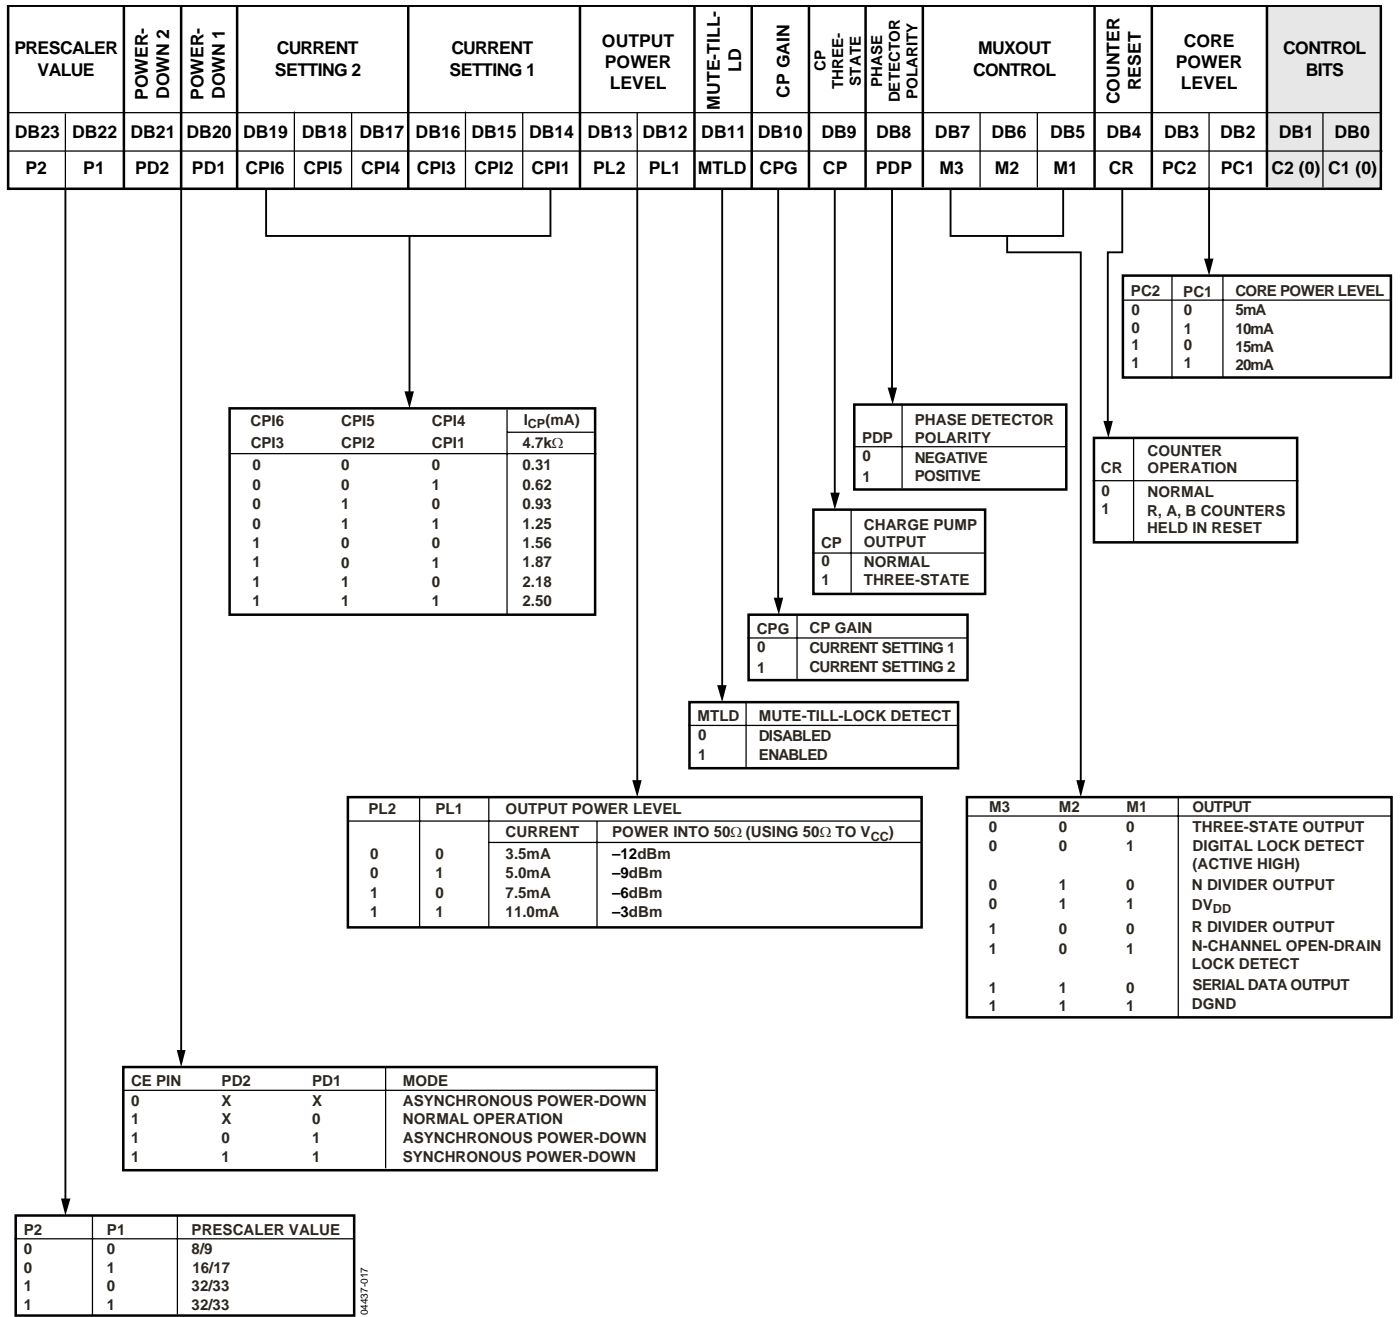 PRESCALER VALUE | POWER-DOWN 2 | POWER-DOWN 1 | CURRENT SETTING 2 | CURRENT SETTING 1 | OUTPUT POWER LEVEL | MUTE-TILL-LD | CP GAIN | CP THREE-STATE | PHASE DETECTOR POLARITY | MUXOUT CONTROL | COUNTER RESET | CORE POWER LEVEL | CONTROL BITS
DB23 DB22 DB21 DB20 DB19 DB18 DB17 DB16 DB15 DB14 DB13 DB12 DB11 DB10 DB9 DB8 DB7 DB6 DB5 DB4 DB3 DB2 DB1 DB0
P2 P1 PD2 PD1 CPI6 CPI5 CPI4 CPI3 CPI2 CPI1 PL2 PL1 MTLD CPG CP PDP M3 M2 M1 CR PC2 PC1 C2 (0) C1 (0)
PC2 PC1 CORE POWER LEVEL
0 0 5mA
0 1 10mA
1 0 15mA
1 1 20mA
CPI6 CPI5 CPI4 ICP(mA)
CPI3 CPI2 CPI1 4.7kΩ
0 0 0 0.31
0 0 1 0.62
0 1 0 0.93
0 1 1 1.25
1 0 0 1.56
1 0 1 1.87
1 1 0 2.18
1 1 1 2.50
PHASE DETECTOR
PDP POLARITY
0 NEGATIVE
1 POSITIVE
COUNTER
CR OPERATION
0 NORMAL
1 R, A, B COUNTERS
HELD IN RESET
CHARGE PUMP
CP OUTPUT
0 NORMAL
1 THREE-STATE
CPG CP GAIN
0 CURRENT SETTING 1
1 CURRENT SETTING 2
MTLD MUTE-TILL-LOCK DETECT
0 DISABLED
1 ENABLED
PL2 PL1 OUTPUT POWER LEVEL
CURRENT POWER INTO 50Ω (USING 50Ω TO VCC)
0 0 3.5mA –12dBm
0 1 5.0mA –9dBm
1 0 7.5mA –6dBm
1 1 11.0mA –3dBm
M3 M2 M1 OUTPUT
0 0 0 THREE-STATE OUTPUT
0 0 1 DIGITAL LOCK DETECT
(ACTIVE HIGH)
0 1 0 N DIVIDER OUTPUT
0 1 1 DVDD
1 0 0 R DIVIDER OUTPUT
1 0 1 N-CHANNEL OPEN-DRAIN
LOCK DETECT
1 1 0 SERIAL DATA OUTPUT
1 1 1 DGND
CE PIN PD2 PD1 MODE
0 X X ASYNCHRONOUS POWER-DOWN
1 X 0 NORMAL OPERATION
1 0 1 ASYNCHRONOUS POWER-DOWN
1 1 1 SYNCHRONOUS POWER-DOWN
P2 P1 PRESCALER VALUE
0 0 8/9
0 1 16/17
1 0 32/33
1 1 32/33
04437-017